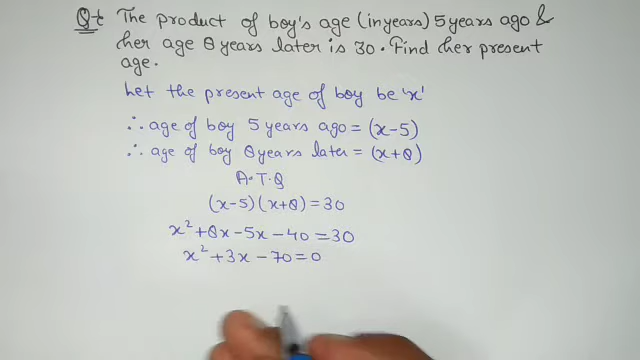 Q:- The product of boy's age (in years) 5 years ago &
her age 8 years later is 30. Find her present
age.
Let the present age of boy be 'x'
∴ age of boy 5 years ago = (x-5)
∴ age of boy 8 years later = (x+8)
A.T.Q
(x-5) (x+8) = 30
x² + 8x - 5x - 40 = 30
x² + 3x - 70 = 0